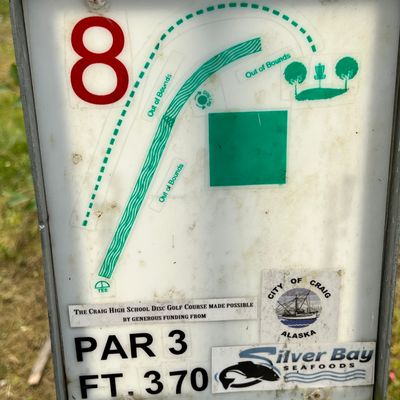 8
Out of Bounds
Out of Bounds
Out of Bounds
TEE
THE CRAIG HIGH SCHOOL DISC GOLF COURSE MADE POSSIBLE
BY GENEROUS FUNDING FROM
CITY OF CRAIG
ALASKA
PAR 3
FT. 370
Silver Bay
SEAFOODS